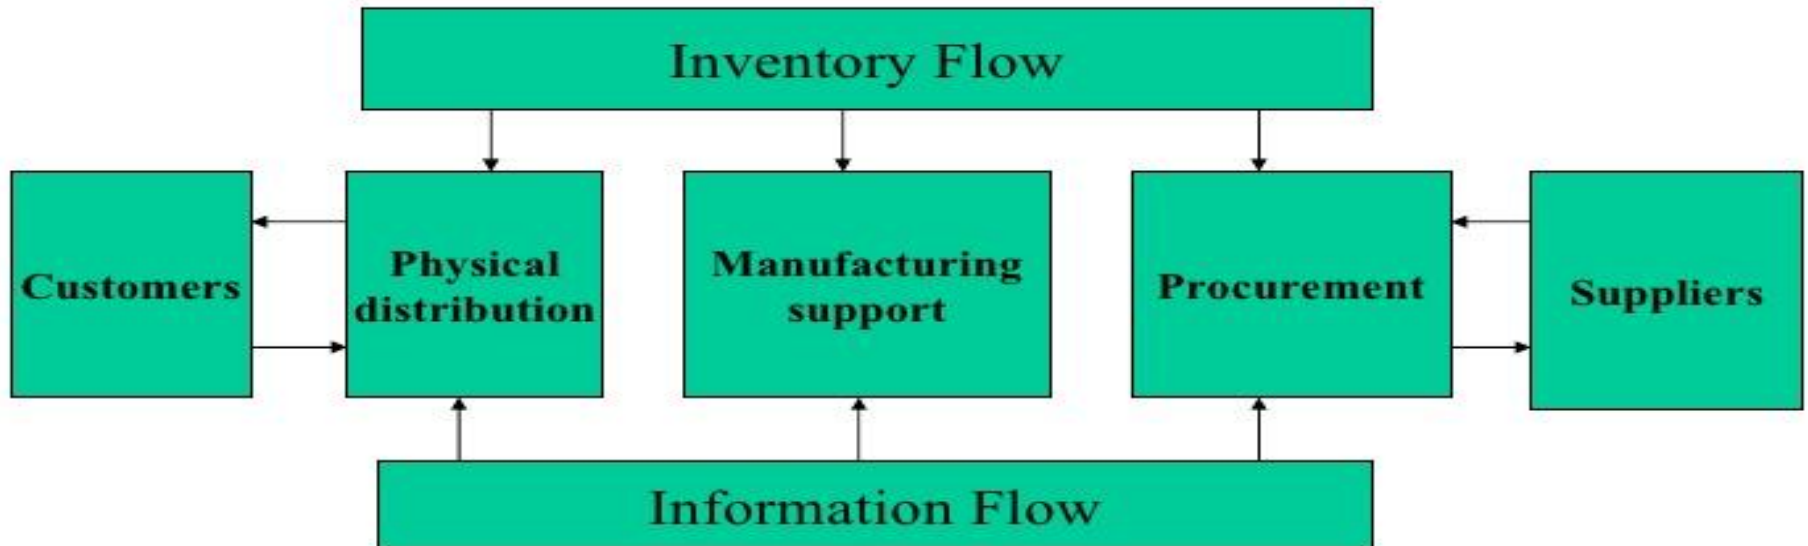 Inventory Flow
Customers
Physical
distribution
Manufacturing
support
Procurement
Suppliers
Information Flow